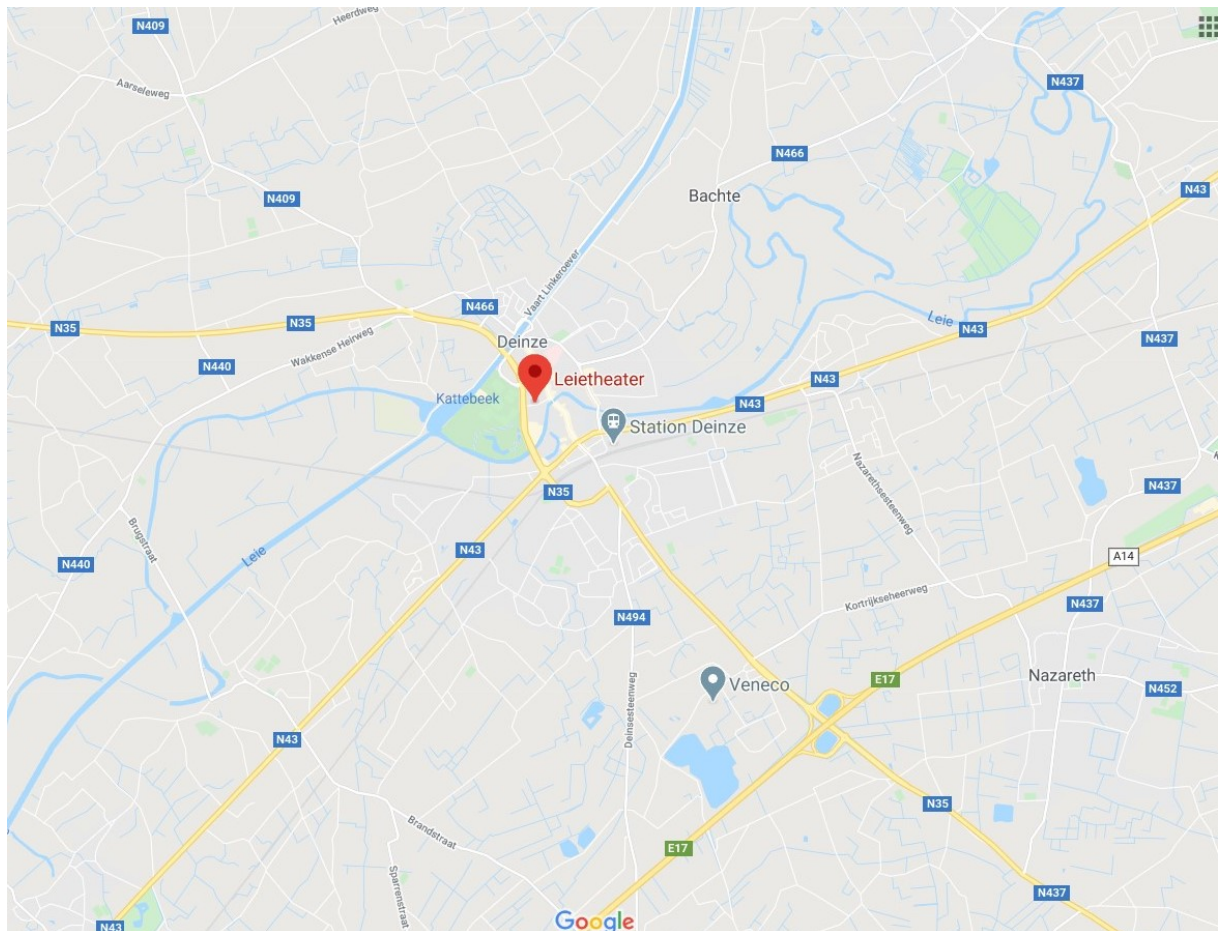 N409
Heerdweg
N437
Aarseleweg
N466
N43
Bachte
N409
Vaart Linkeroever
N466
Leie
N35
N35
N43
Wakkense Heirweg
Deinze
N437
N440
Leietheater
N43
Kattebeek
N43
Station Deinze
Nazarethsesteenweg
N437
N35
Brugstraat
N43
A14
Leie
N440
Kortrijkseheerweg
N437
N494
Nazareth
E17
Veneco
N452
Deinsesteenweg
N43
N35
Brandstraat
E17
Sparrenstraat
N437
N43
Google